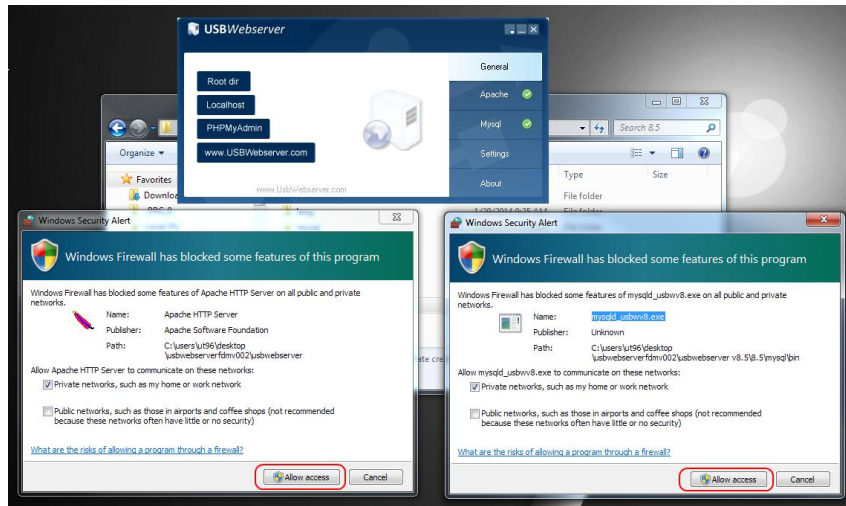 USBWebserver
General
Root dir
Apache
Localhost
Mysql
PHPMyAdmin
Search 8.5
www.USBWebserver.com
Settings
Organize
Type
Size
Favorites
About
www.UsbWebserver.com
File folder
Windows Security Alert
Windows Firewall has blocked some features of this program
Windows Firewall has blocked some features of Apache HTTP Server on all public and private
networks.
Name: Apache HTTP Server
Publisher: Apache Software Foundation
Path: C:\users\ut96\desktop
\usbwebserverfdmv002\usbwebserver
Allow Apache HTTP Server to communicate on these networks:
Private networks, such as my home or work network
Public networks, such as those in airports and coffee shops (not recommended
because these networks often have little or no security)
What are the risks of allowing a program through a firewall?
Allow access
Cancel
Windows Security Alert
Windows Firewall has blocked some features of this program
Windows Firewall has blocked some features of mysqld_usbwv8.exe on all public and private
networks.
Name: mysqld_usbwv8.exe
Publisher: Unknown
Path: C:\users\ut96\desktop
\usbwebserverfdmv002\usbwebserver v8.5\8.5\mysql\bin
Allow mysqld_usbwv8.exe to communicate on these networks:
Private networks, such as my home or work network
Public networks, such as those in airports and coffee shops (not recommended
because these networks often have little or no security)
What are the risks of allowing a program through a firewall?
Allow access
Cancel